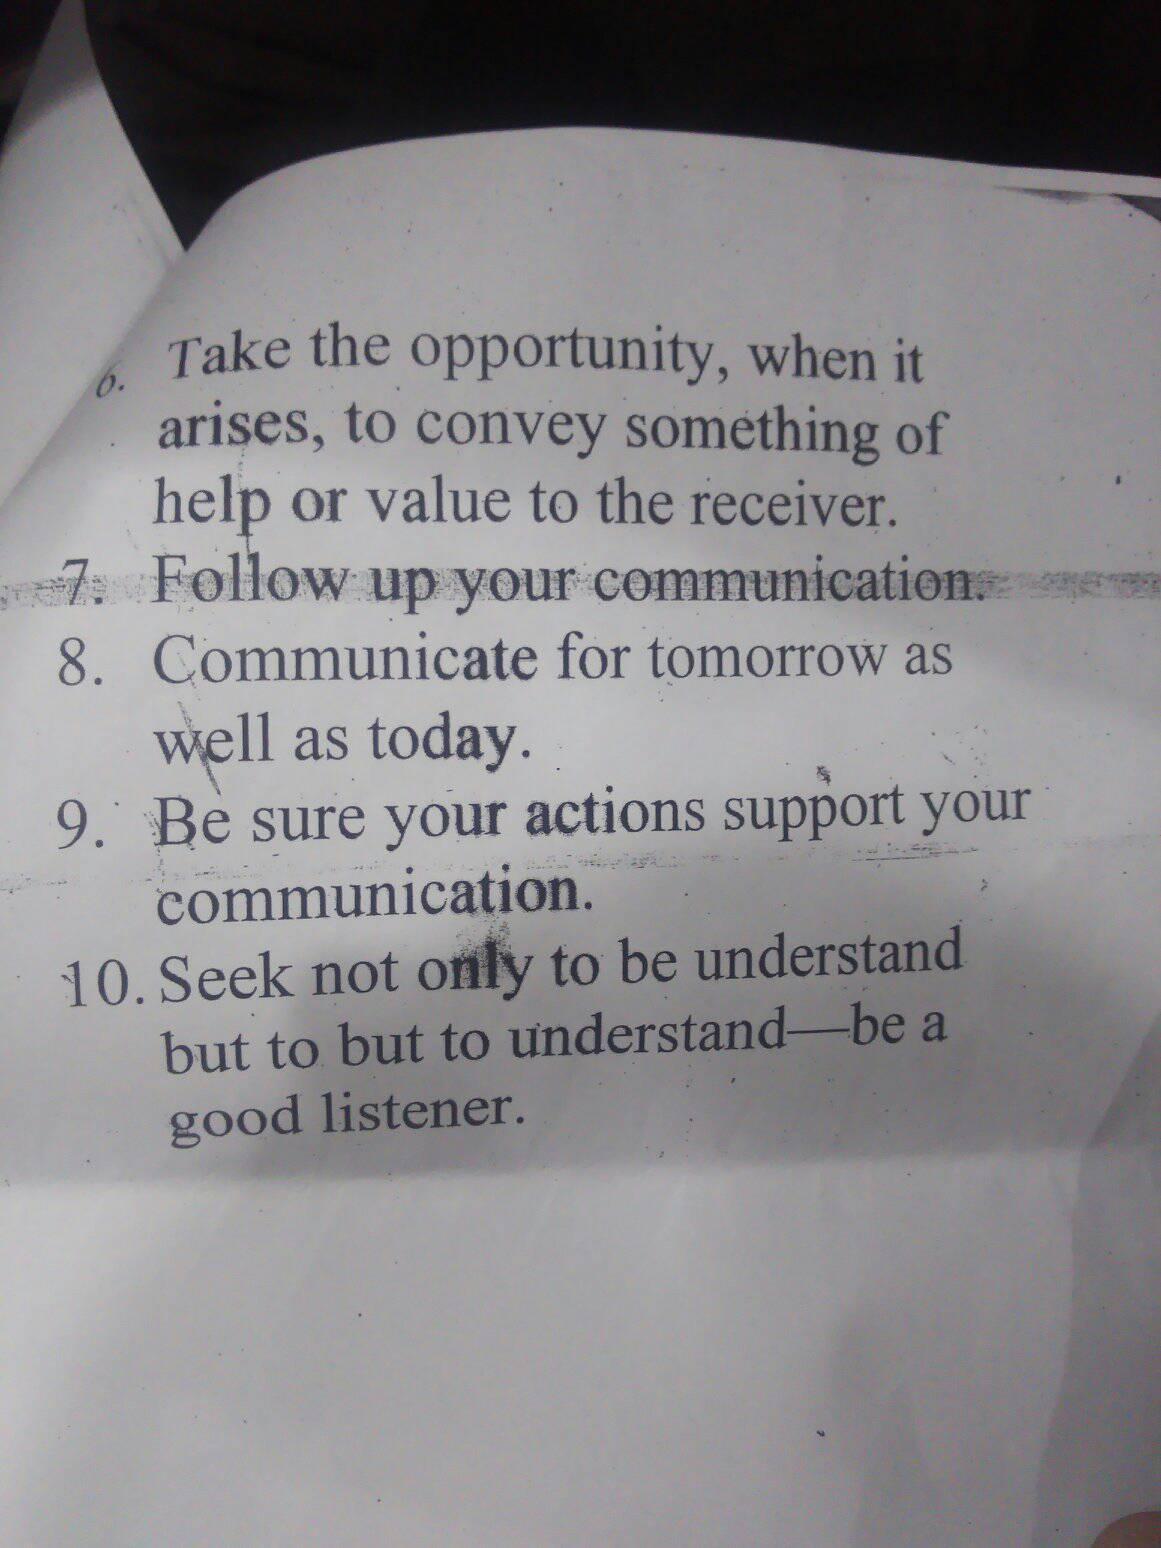 6. Take the opportunity, when it
arises, to convey something of
help or value to the receiver.
7. Follow up your communication.
8. Communicate for tomorrow as
well as today.
9. Be sure your actions support your
communication.
10. Seek not only to be understand
but to but to understand—be a
good listener.